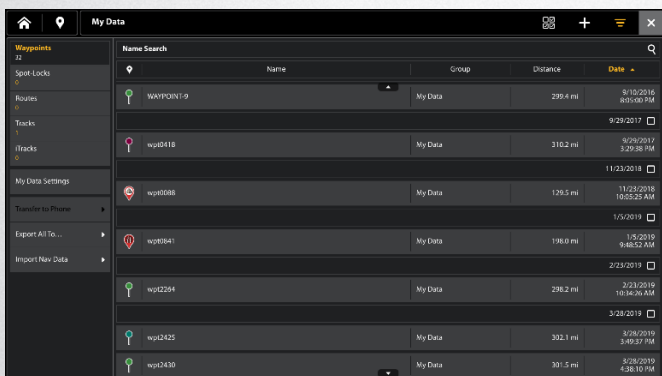 My Data
Waypoints
32
Spot-Locks
0
Routes
0
Tracks
1
iTracks
0
My Data Settings
Transfer to Phone
Export All To...
Import Nav Data
Name Search
Name Group Distance Date
WAYPOINT-9 My Data 299.4 mi 9/10/2016 8:05:00 PM
9/29/2017
wpt0418 My Data 310.2 mi 9/29/2017 3:29:38 PM
11/23/2018
wpt0088 My Data 129.5 mi 11/23/2018 10:05:25 AM
1/5/2019
wpt0841 My Data 198.0 mi 1/5/2019 9:48:52 AM
2/23/2019
wpt2264 My Data 298.2 mi 2/23/2019 10:34:26 AM
3/28/2019
wpt2425 My Data 302.1 mi 3/28/2019 3:49:37 PM
wpt2430 My Data 301.5 mi 3/28/2019 4:38:10 PM